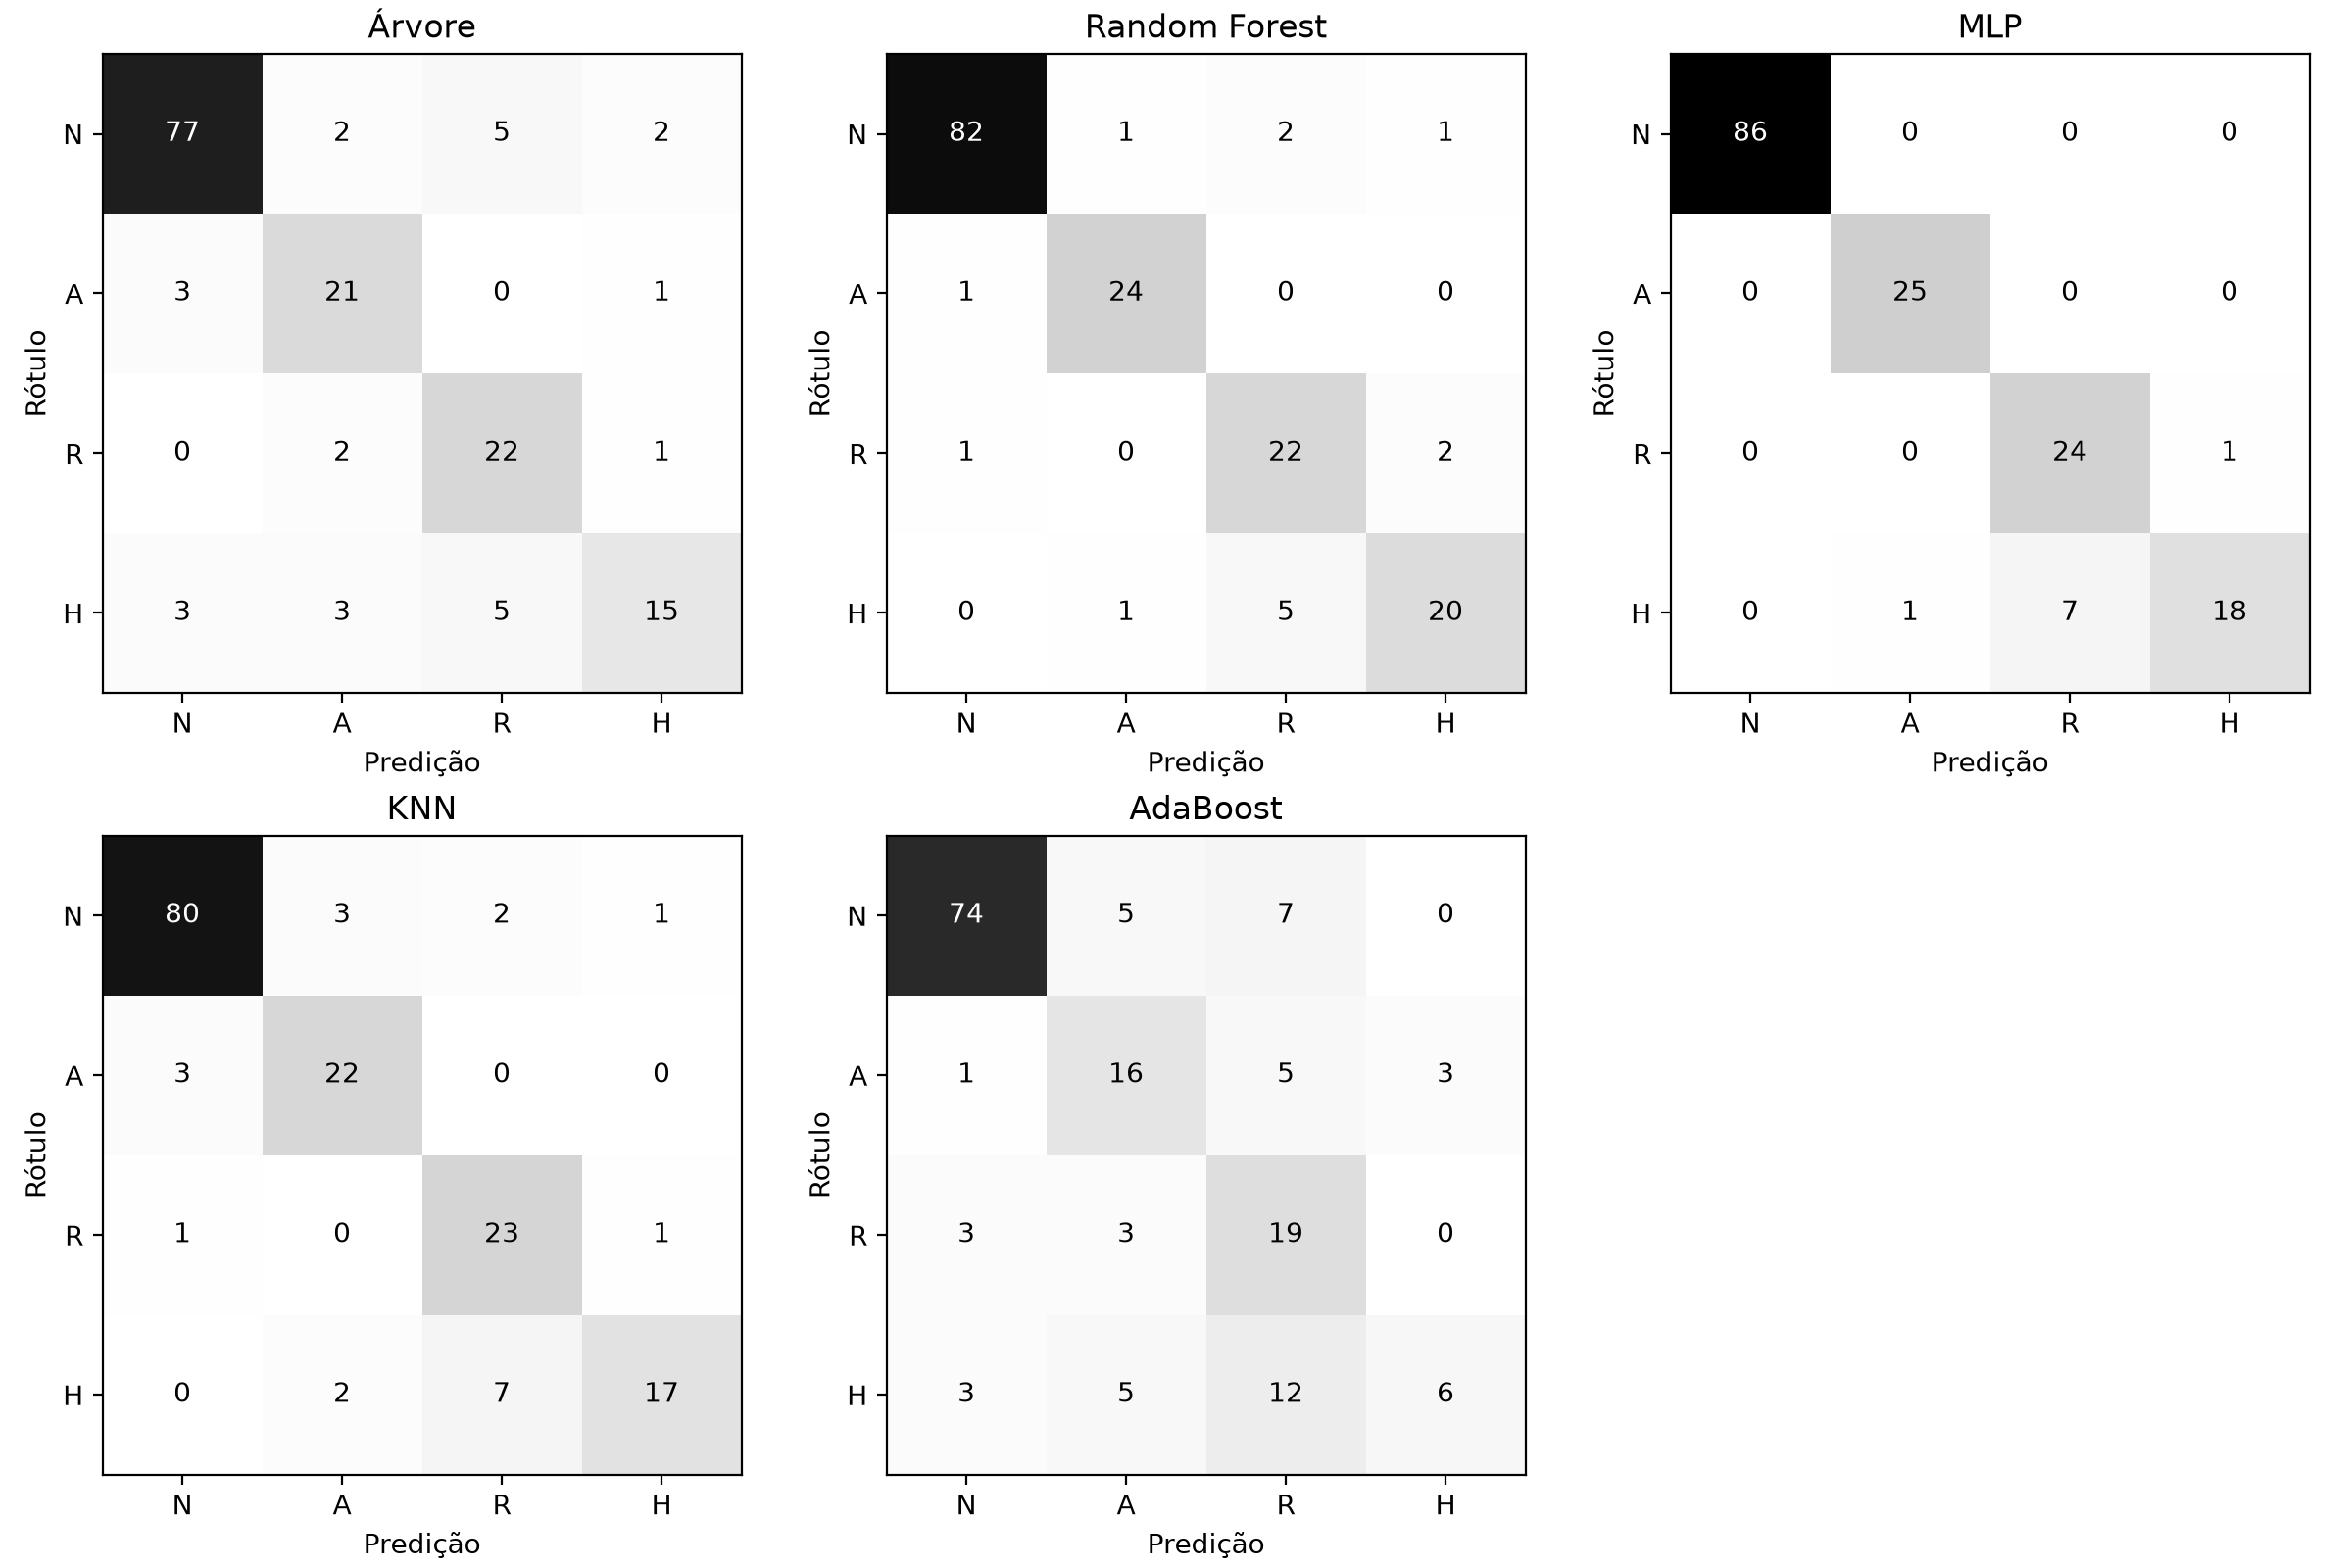 Árvore
N 77 2 5 2
A 3 21 0 1
R 0 2 22 1
H 3 3 5 15
N A R H
Rótulo
Predição
Random Forest
N 82 1 2 1
A 1 24 0 0
R 1 0 22 2
H 0 1 5 20
N A R H
Rótulo
Predição
MLP
N 86 0 0 0
A 0 25 0 0
R 0 0 24 1
H 0 1 7 18
N A R H
Rótulo
Predição
KNN
N 80 3 2 1
A 3 22 0 0
R 1 0 23 1
H 0 2 7 17
N A R H
Rótulo
Predição
AdaBoost
N 74 5 7 0
A 1 16 5 3
R 3 3 19 0
H 3 5 12 6
N A R H
Rótulo
Predição